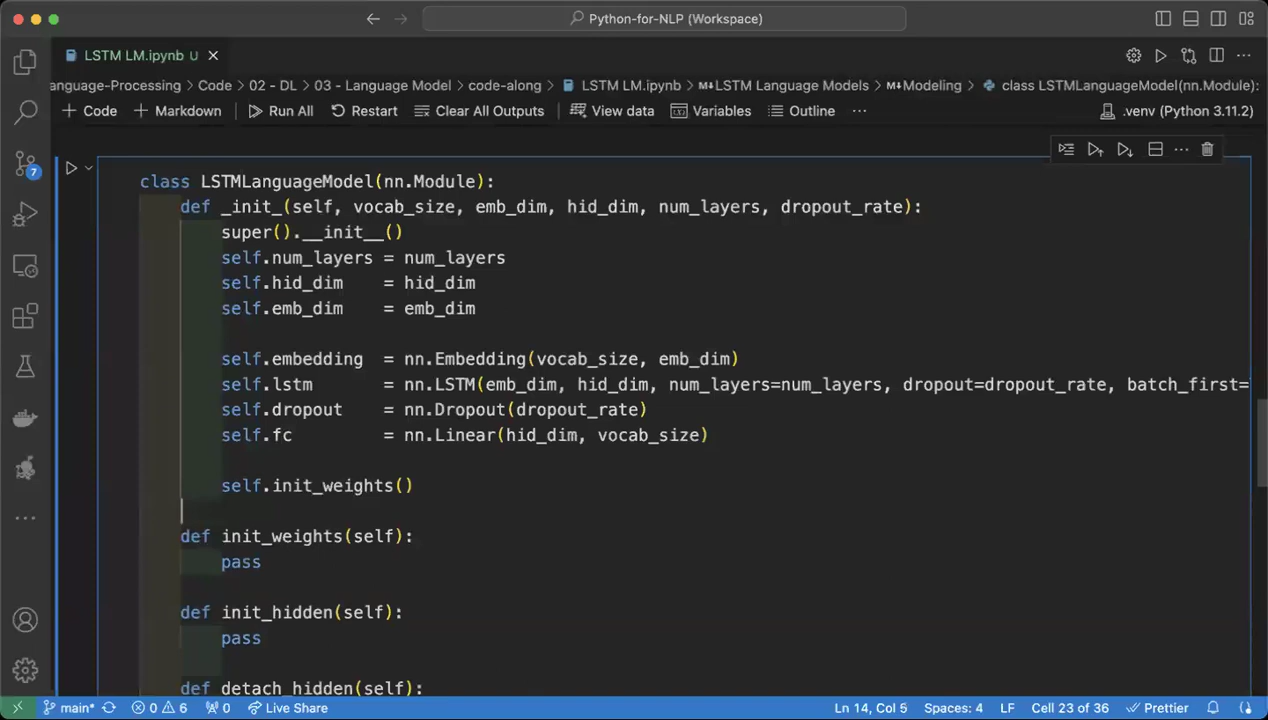 Python-for-NLP (Workspace)
LSTM LM.ipynb U
anguage-Processing Code 02 - DL 03 - Language Model code-along LSTM LM.ipynb LSTM Language Models Modeling class LSTMLanguageModel(nn.Module):
Code Markdown Run All Restart Clear All Outputs View data Variables Outline ... .venv (Python 3.11.2)
class LSTMLanguageModel(nn.Module):
def _init_(self, vocab_size, emb_dim, hid_dim, num_layers, dropout_rate):
super().__init__()
self.num_layers = num_layers
self.hid_dim = hid_dim
self.emb_dim = emb_dim
self.embedding = nn.Embedding(vocab_size, emb_dim)
self.lstm = nn.LSTM(emb_dim, hid_dim, num_layers=num_layers, dropout=dropout_rate, batch_first=
self.dropout = nn.Dropout(dropout_rate)
self.fc = nn.Linear(hid_dim, vocab_size)
self.init_weights()
def init_weights(self):
pass
def init_hidden(self):
pass
def detach_hidden(self):
7
main* 0 6 0 Live Share Ln 14, Col 5 Spaces: 4 LF Cell 23 of 36 Prettier